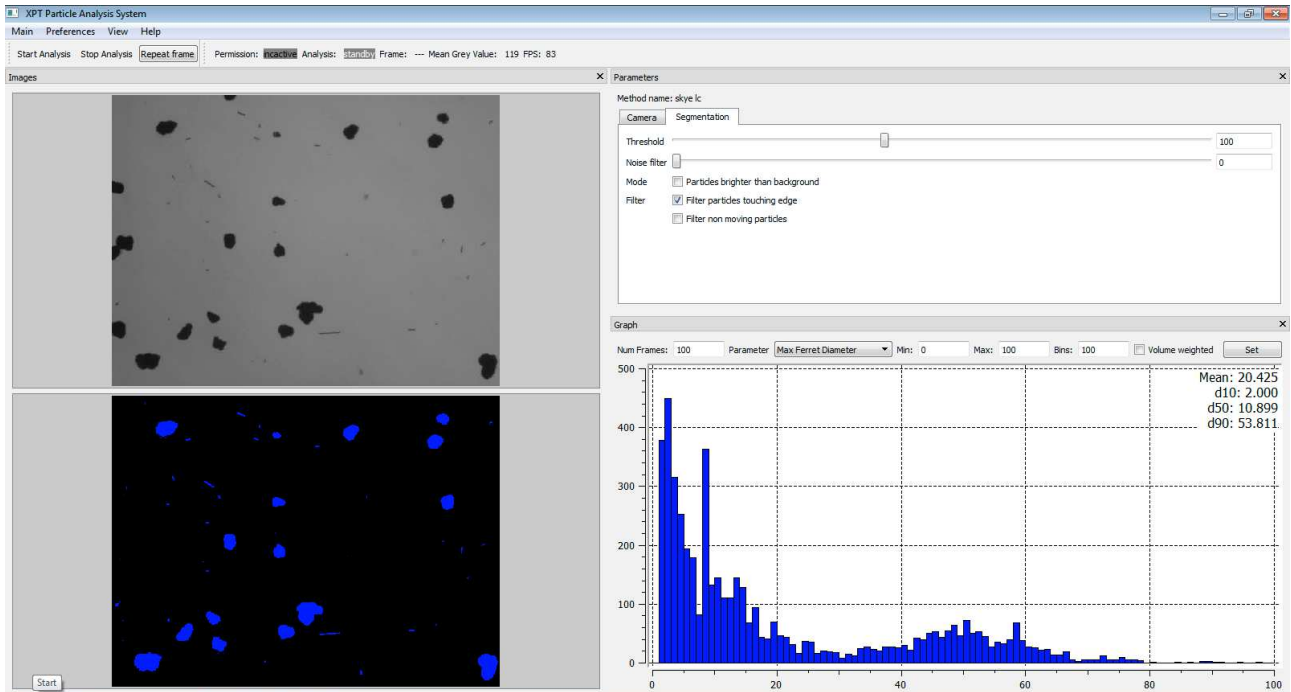 XPT Particle Analysis System
Main Preferences View Help
Start Analysis Stop Analysis Repeat frame Permission: incactive Analysis: standby Frame: --- Mean Grey Value: 119 FPS: 83
Images
Parameters
Method name: skye lc
Camera Segmentation
Threshold 100
Noise filter 0
Mode Particles brighter than background
Filter Filter particles touching edge
Filter non moving particles
Graph
Num Frames: 100 Parameter Max Ferret Diameter Min: 0 Max: 100 Bins: 100 Volume weighted Set
500
400
300
200
100
0
Mean: 20.425
d10: 2.000
d50: 10.899
d90: 53.811
0 20 40 60 80 100
Start